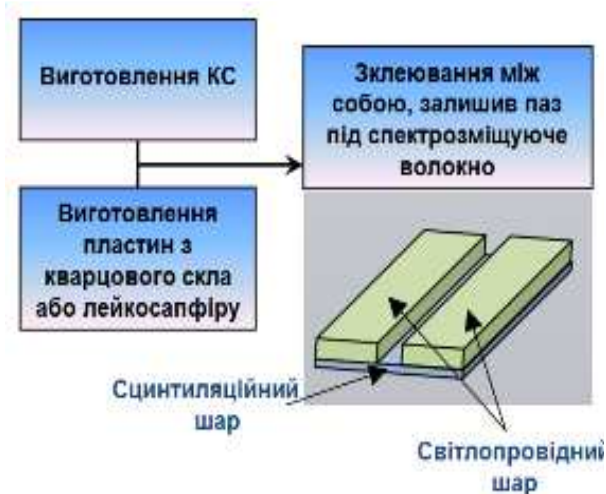 Виготовлення КС
Зклеювання між
собою, залишив паз
під спектрозміщуюче
волокно
Виготовлення
пластин з
кварцового скла
або лейкосапфіру
Сцинтиляційний
шар
Світлопровідний
шар